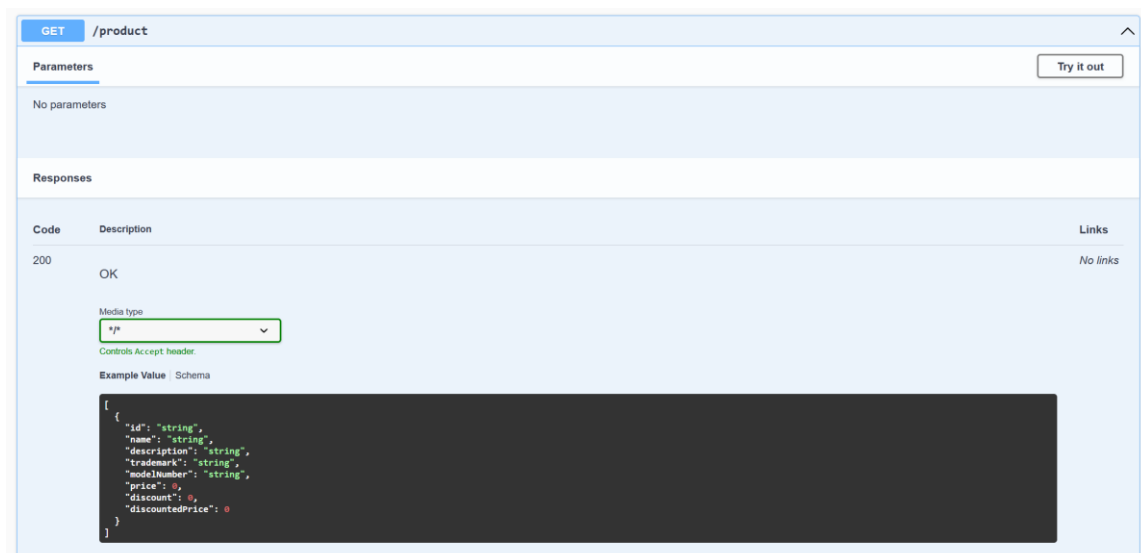 GET /product
Parameters Try it out
No parameters
Responses
Code Description Links
200 OK No links
Media type
*/*
Controls Accept header.
Example Value Schema
[
  {
    "id": "string",
    "name": "string",
    "description": "string",
    "trademark": "string",
    "modelNumber": "string",
    "price": 0,
    "discount": 0,
    "discountedPrice": 0
  }
]